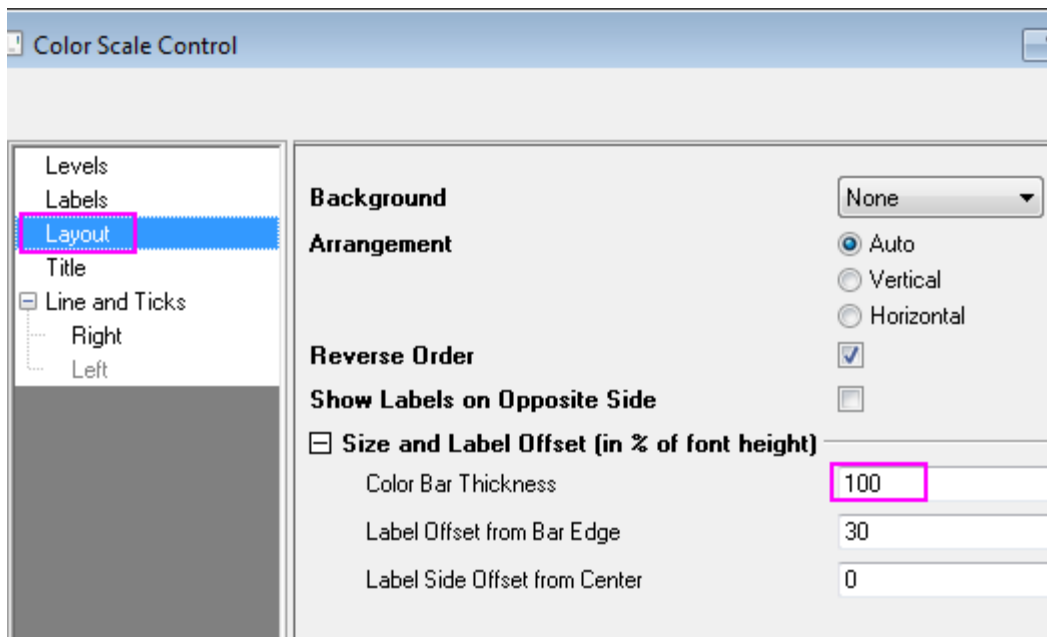 Color Scale Control
Levels
Labels
Layout
Title
Line and Ticks
Right
Left
Background
None
Arrangement
Auto
Vertical
Horizontal
Reverse Order
Show Labels on Opposite Side
Size and Label Offset (in % of font height)
Color Bar Thickness
100
Label Offset from Bar Edge
30
Label Side Offset from Center
0